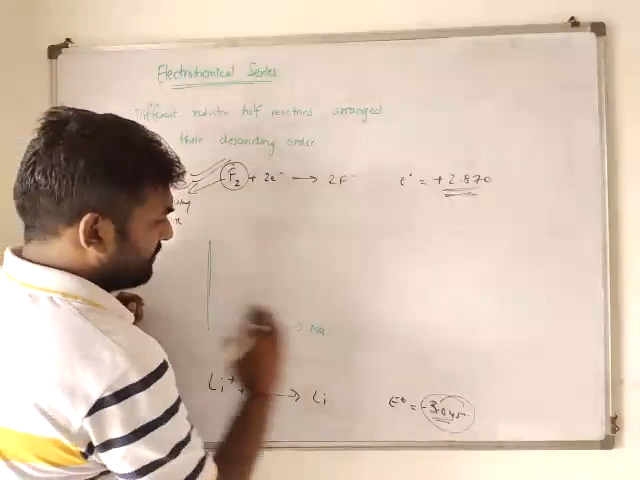 Electrochemical Series
Different reduction half reactions arranged
their descanding order
F2 + 2e- → 2F- E° = +2.870
→ Na
Li+ + → Li E° = -3.045